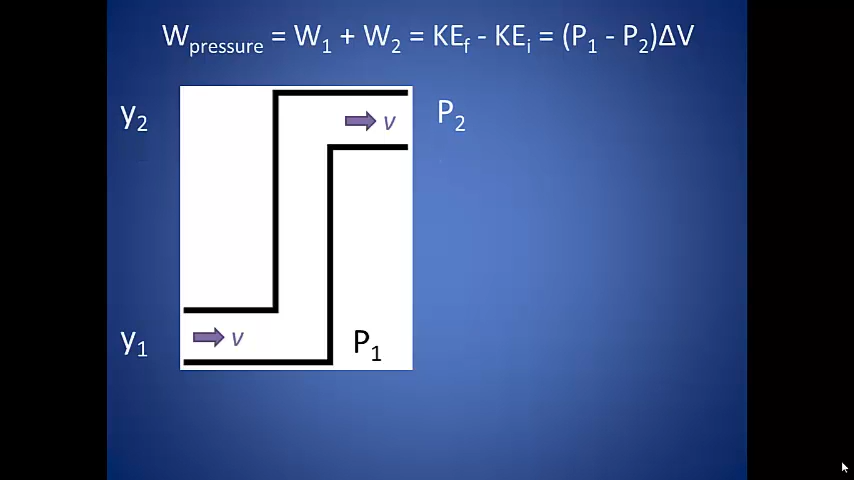 W_pressure = W₁ + W₂ = KE_f - KE_i = (P₁ - P₂)ΔV
y₂
v
P₂
y₁
v
P₁